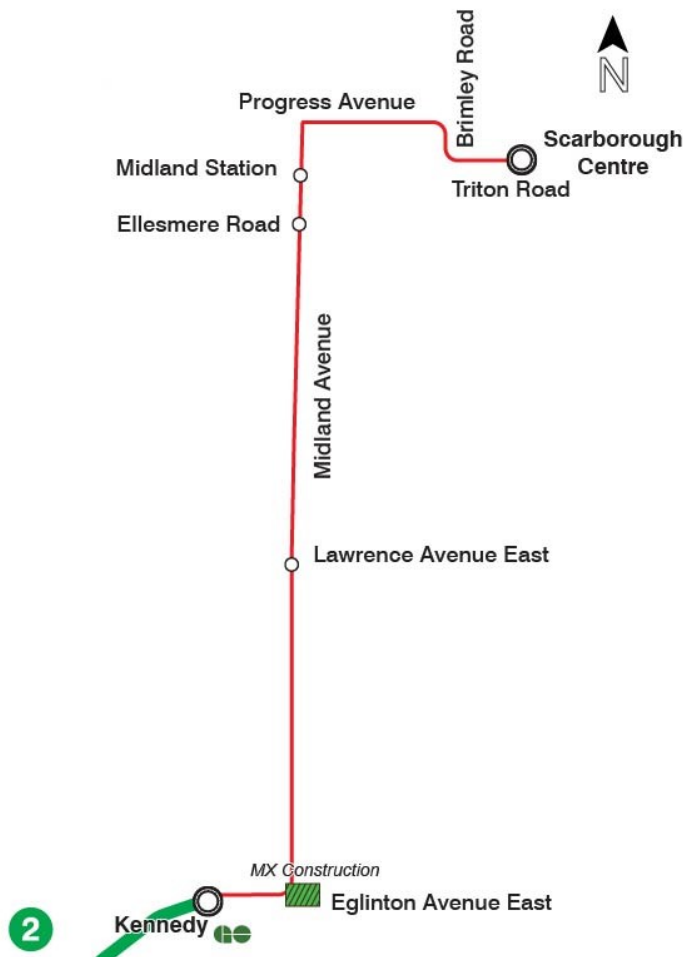 Brimley Road
N
Progress Avenue
Scarborough
Centre
Midland Station
Triton Road
Ellesmere Road
Midland Avenue
Lawrence Avenue East
MX Construction
Eglinton Avenue East
Kennedy
GO
2